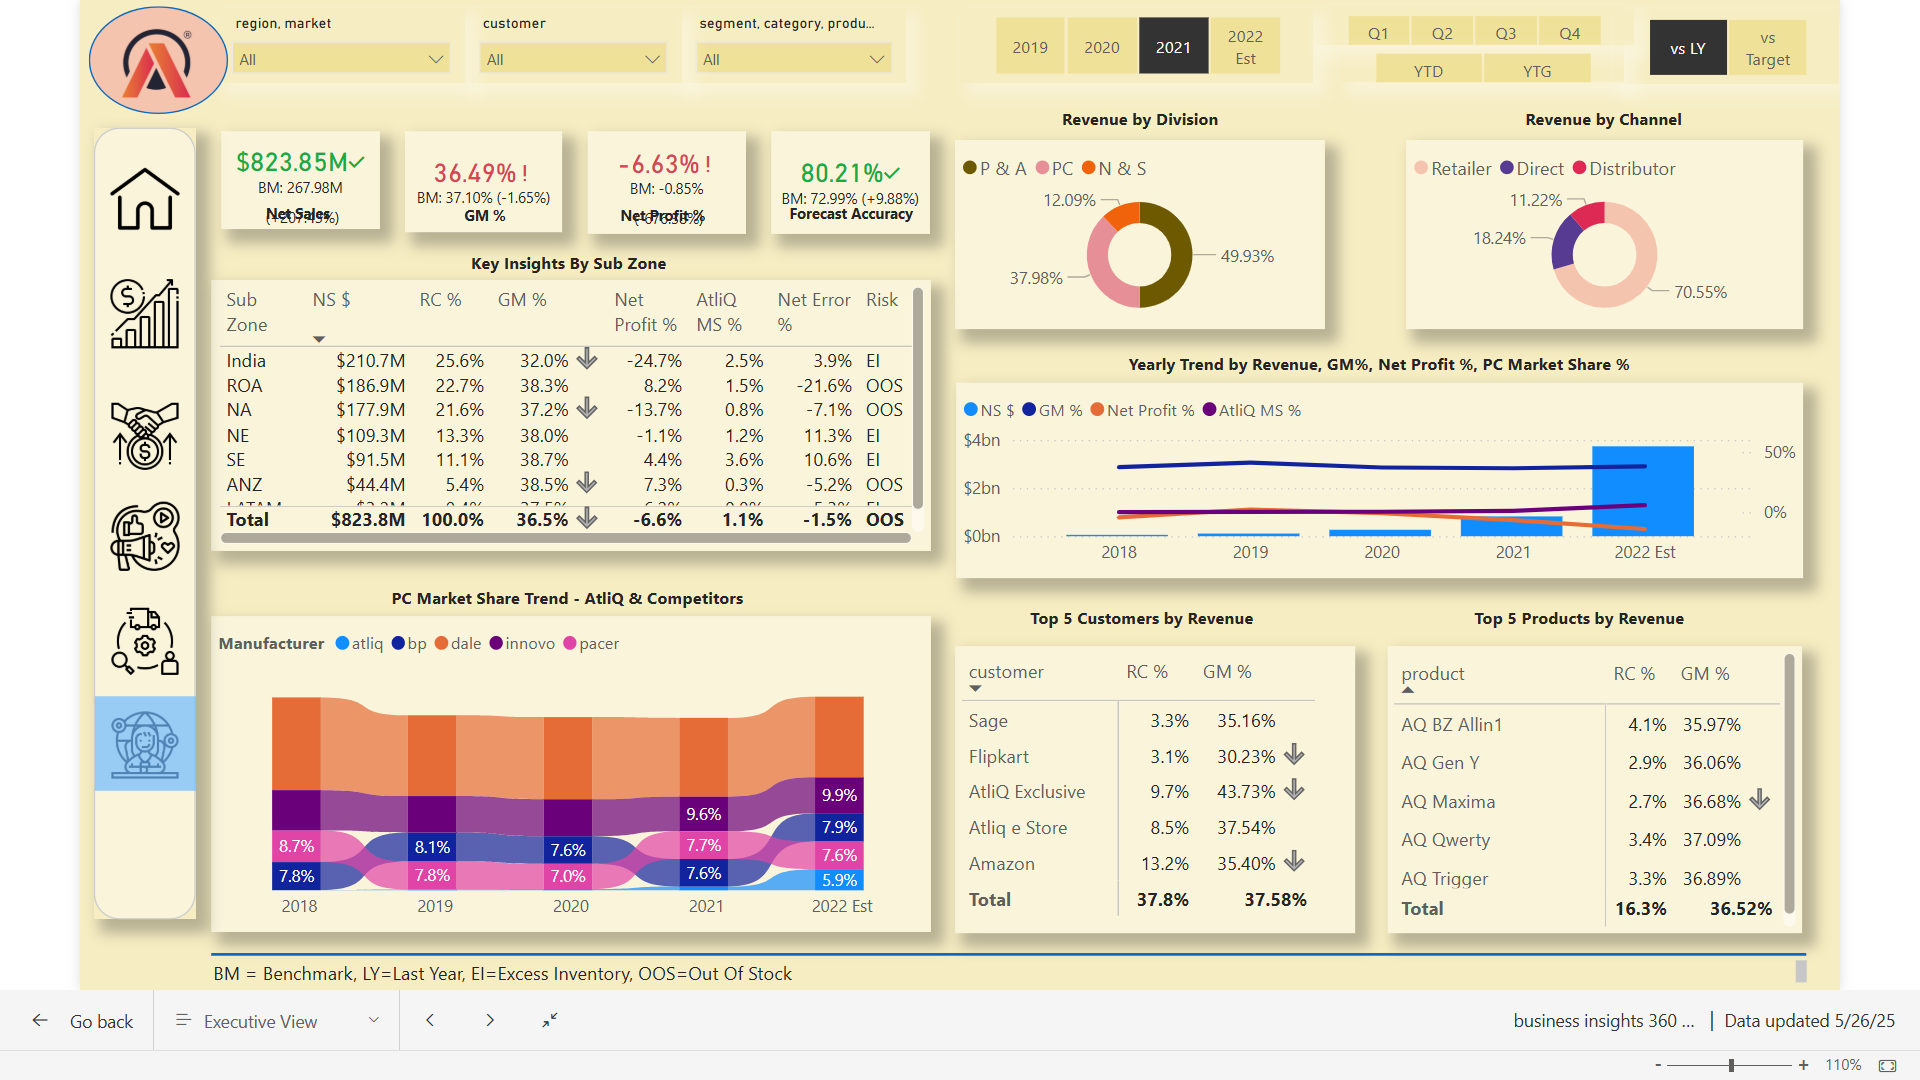 region, market
customer
segment, category, produ...
All
All
All
2019
2020
2021
2022 Est
Q1
Q2
Q3
Q4
YTD
YTG
vs LY
vs Target
®
$823.85M
BM: 267.98M
(+207.43%)
Net Sales
36.49% !
BM: 37.10% (-1.65%)
GM %
-6.63% !
BM: -0.85%
Net Profit %
80.21%
BM: 72.99% (+9.88%)
Forecast Accuracy
Revenue by Division
P & A PC N & S
12.09%
49.93%
37.98%
Revenue by Channel
Retailer Direct Distributor
11.22%
18.24%
70.55%
Key Insights By Sub Zone
Sub Zone NS $ RC % GM % Net Profit % AtliQ MS % Net Error % Risk
India $210.7M 25.6% 32.0% -24.7% 2.5% 3.9% EI
ROA $186.9M 22.7% 38.3% 8.2% 1.5% -21.6% OOS
NA $177.9M 21.6% 37.2% -13.7% 0.8% -7.1% OOS
NE $109.3M 13.3% 38.0% -1.1% 1.2% 11.3% EI
SE $91.5M 11.1% 38.7% 4.4% 3.6% 10.6% EI
ANZ $44.4M 5.4% 38.5% 7.3% 0.3% -5.2% OOS
Total $823.8M 100.0% 36.5% -6.6% 1.1% -1.5% OOS
Yearly Trend by Revenue, GM%, Net Profit %, PC Market Share %
NS $ GM % Net Profit % AtliQ MS %
$4bn
$2bn
$0bn
50%
0%
2018 2019 2020 2021 2022 Est
PC Market Share Trend - AtliQ & Competitors
Manufacturer atliq bp dale innovo pacer
8.7%
7.8%
8.1%
7.8%
7.6%
7.0%
9.6%
7.7%
7.6%
9.9%
7.9%
7.6%
5.9%
2018 2019 2020 2021 2022 Est
Top 5 Customers by Revenue
customer RC % GM %
Sage 3.3% 35.16%
Flipkart 3.1% 30.23%
AtliQ Exclusive 9.7% 43.73%
Atliq e Store 8.5% 37.54%
Amazon 13.2% 35.40%
Total 37.8% 37.58%
Top 5 Products by Revenue
product RC % GM %
AQ BZ Allin1 4.1% 35.97%
AQ Gen Y 2.9% 36.06%
AQ Maxima 2.7% 36.68%
AQ Qwerty 3.4% 37.09%
AQ Trigger 3.3% 36.89%
Total 16.3% 36.52%
BM = Benchmark, LY=Last Year, EI=Excess Inventory, OOS=Out Of Stock
Go back
Executive View
business insights 360 ... | Data updated 5/26/25
- + 110%